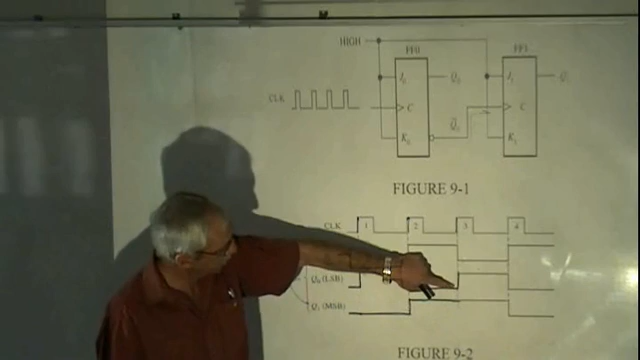 HIGH
FF0
FF1
J₀
Q₀
J₁
Q₁
CLK
C
C
Q̅₀
K₀
K₁
FIGURE 9-1
CLK
1
2
3
4
Q₀ (LSB)
Q₁ (MSB)
FIGURE 9-2